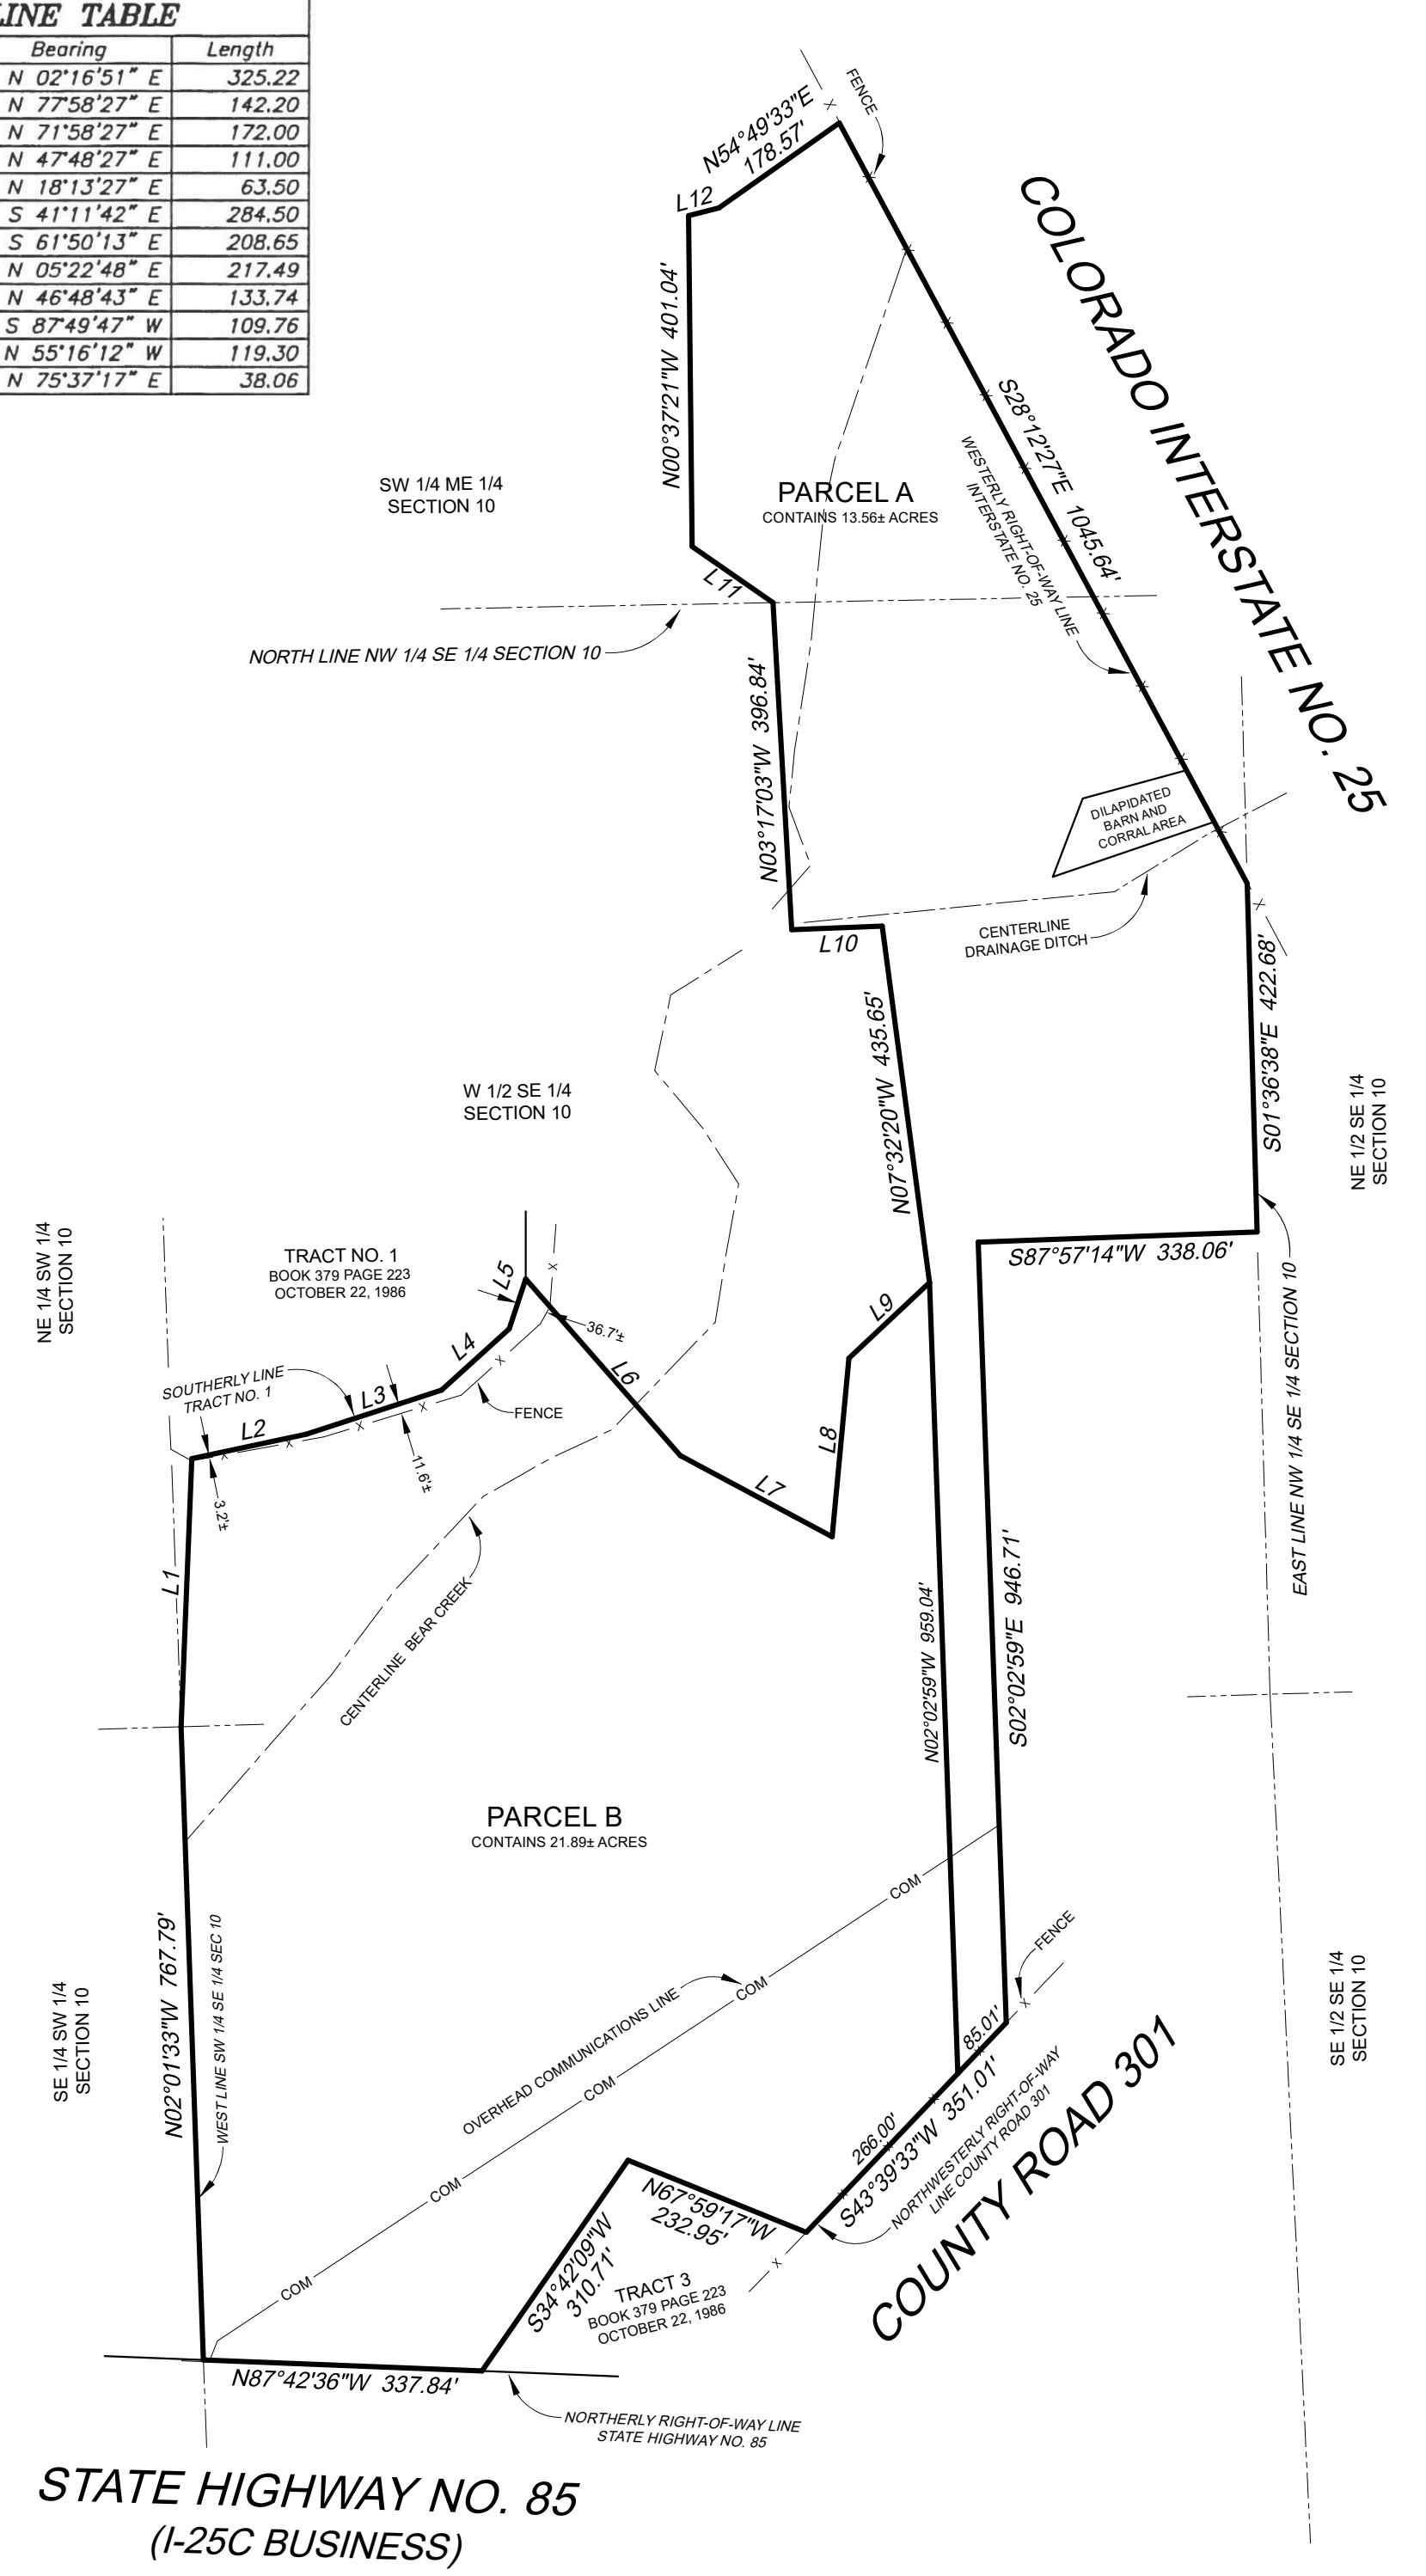 LINE TABLE
Bearing Length
N 02°16'51" E 325.22
N 77°58'27" E 142.20
N 71°58'27" E 172.00
N 47°48'27" E 111.00
N 18°13'27" E 63.50
S 41°11'42" E 284.50
S 61°50'13" E 208.65
N 05°22'48" E 217.49
N 46°48'43" E 133.74
S 87°49'47" W 109.76
N 55°16'12" W 119.30
N 75°37'17" E 38.06
FENCE
N54°49'33"E
178.57'
L12
COLORADO INTERSTATE NO. 25
N00°37'21"W 401.04'
S28°12'27"E 1045.64'
WESTERLY RIGHT-OF-WAY LINE
INTERSTATE NO. 25
SW 1/4 ME 1/4
SECTION 10
PARCEL A
CONTAINS 13.56± ACRES
L11
NORTH LINE NW 1/4 SE 1/4 SECTION 10
N03°17'03"W 396.84'
DILAPIDATED
BARN AND
CORRAL AREA
L10
CENTERLINE
DRAINAGE DITCH
S01°36'38"E 422.68'
N07°32'20"W 435.65'
W 1/2 SE 1/4
SECTION 10
NE 1/2 SE 1/4
SECTION 10
NE 1/4 SW 1/4
SECTION 10
TRACT NO. 1
BOOK 379 PAGE 223
OCTOBER 22, 1986
L5
S87°57'14"W 338.06'
EAST LINE NW 1/4 SE 1/4 SECTION 10
L9
36.7'±
L4
L6
SOUTHERLY LINE
TRACT NO. 1
L3
FENCE
L2
L8
11.6'±
L7
3.2'±
L1
CENTERLINE BEAR CREEK
N02°02'59"W 959.04'
S02°02'59"E 946.71'
PARCEL B
CONTAINS 21.89± ACRES
COM
FENCE
N02°01'33"W 767.79'
WEST LINE SW 1/4 SE 1/4 SEC 10
SE 1/4 SW 1/4
SECTION 10
SE 1/2 SE 1/4
SECTION 10
OVERHEAD COMMUNICATIONS LINE
COM
COM
COM
COM
85.01'
266.00'
S43°39'33"W 351.01'
NORTHWESTERLY RIGHT-OF-WAY
LINE COUNTY ROAD 301
COUNTY ROAD 301
N67°59'17"W
232.95'
S34°42'09"W
310.71'
TRACT 3
BOOK 379 PAGE 223
OCTOBER 22, 1986
N87°42'36"W 337.84'
NORTHERLY RIGHT-OF-WAY LINE
STATE HIGHWAY NO. 85
STATE HIGHWAY NO. 85
(I-25C BUSINESS)